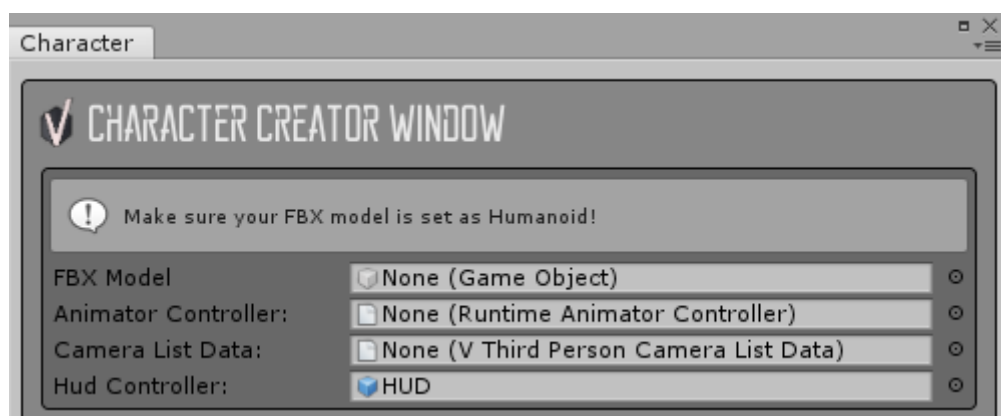 Character
CHARACTER CREATOR WINDOW
Make sure your FBX model is set as Humanoid!
FBX Model None (Game Object)
Animator Controller: None (Runtime Animator Controller)
Camera List Data: None (V Third Person Camera List Data)
Hud Controller: HUD